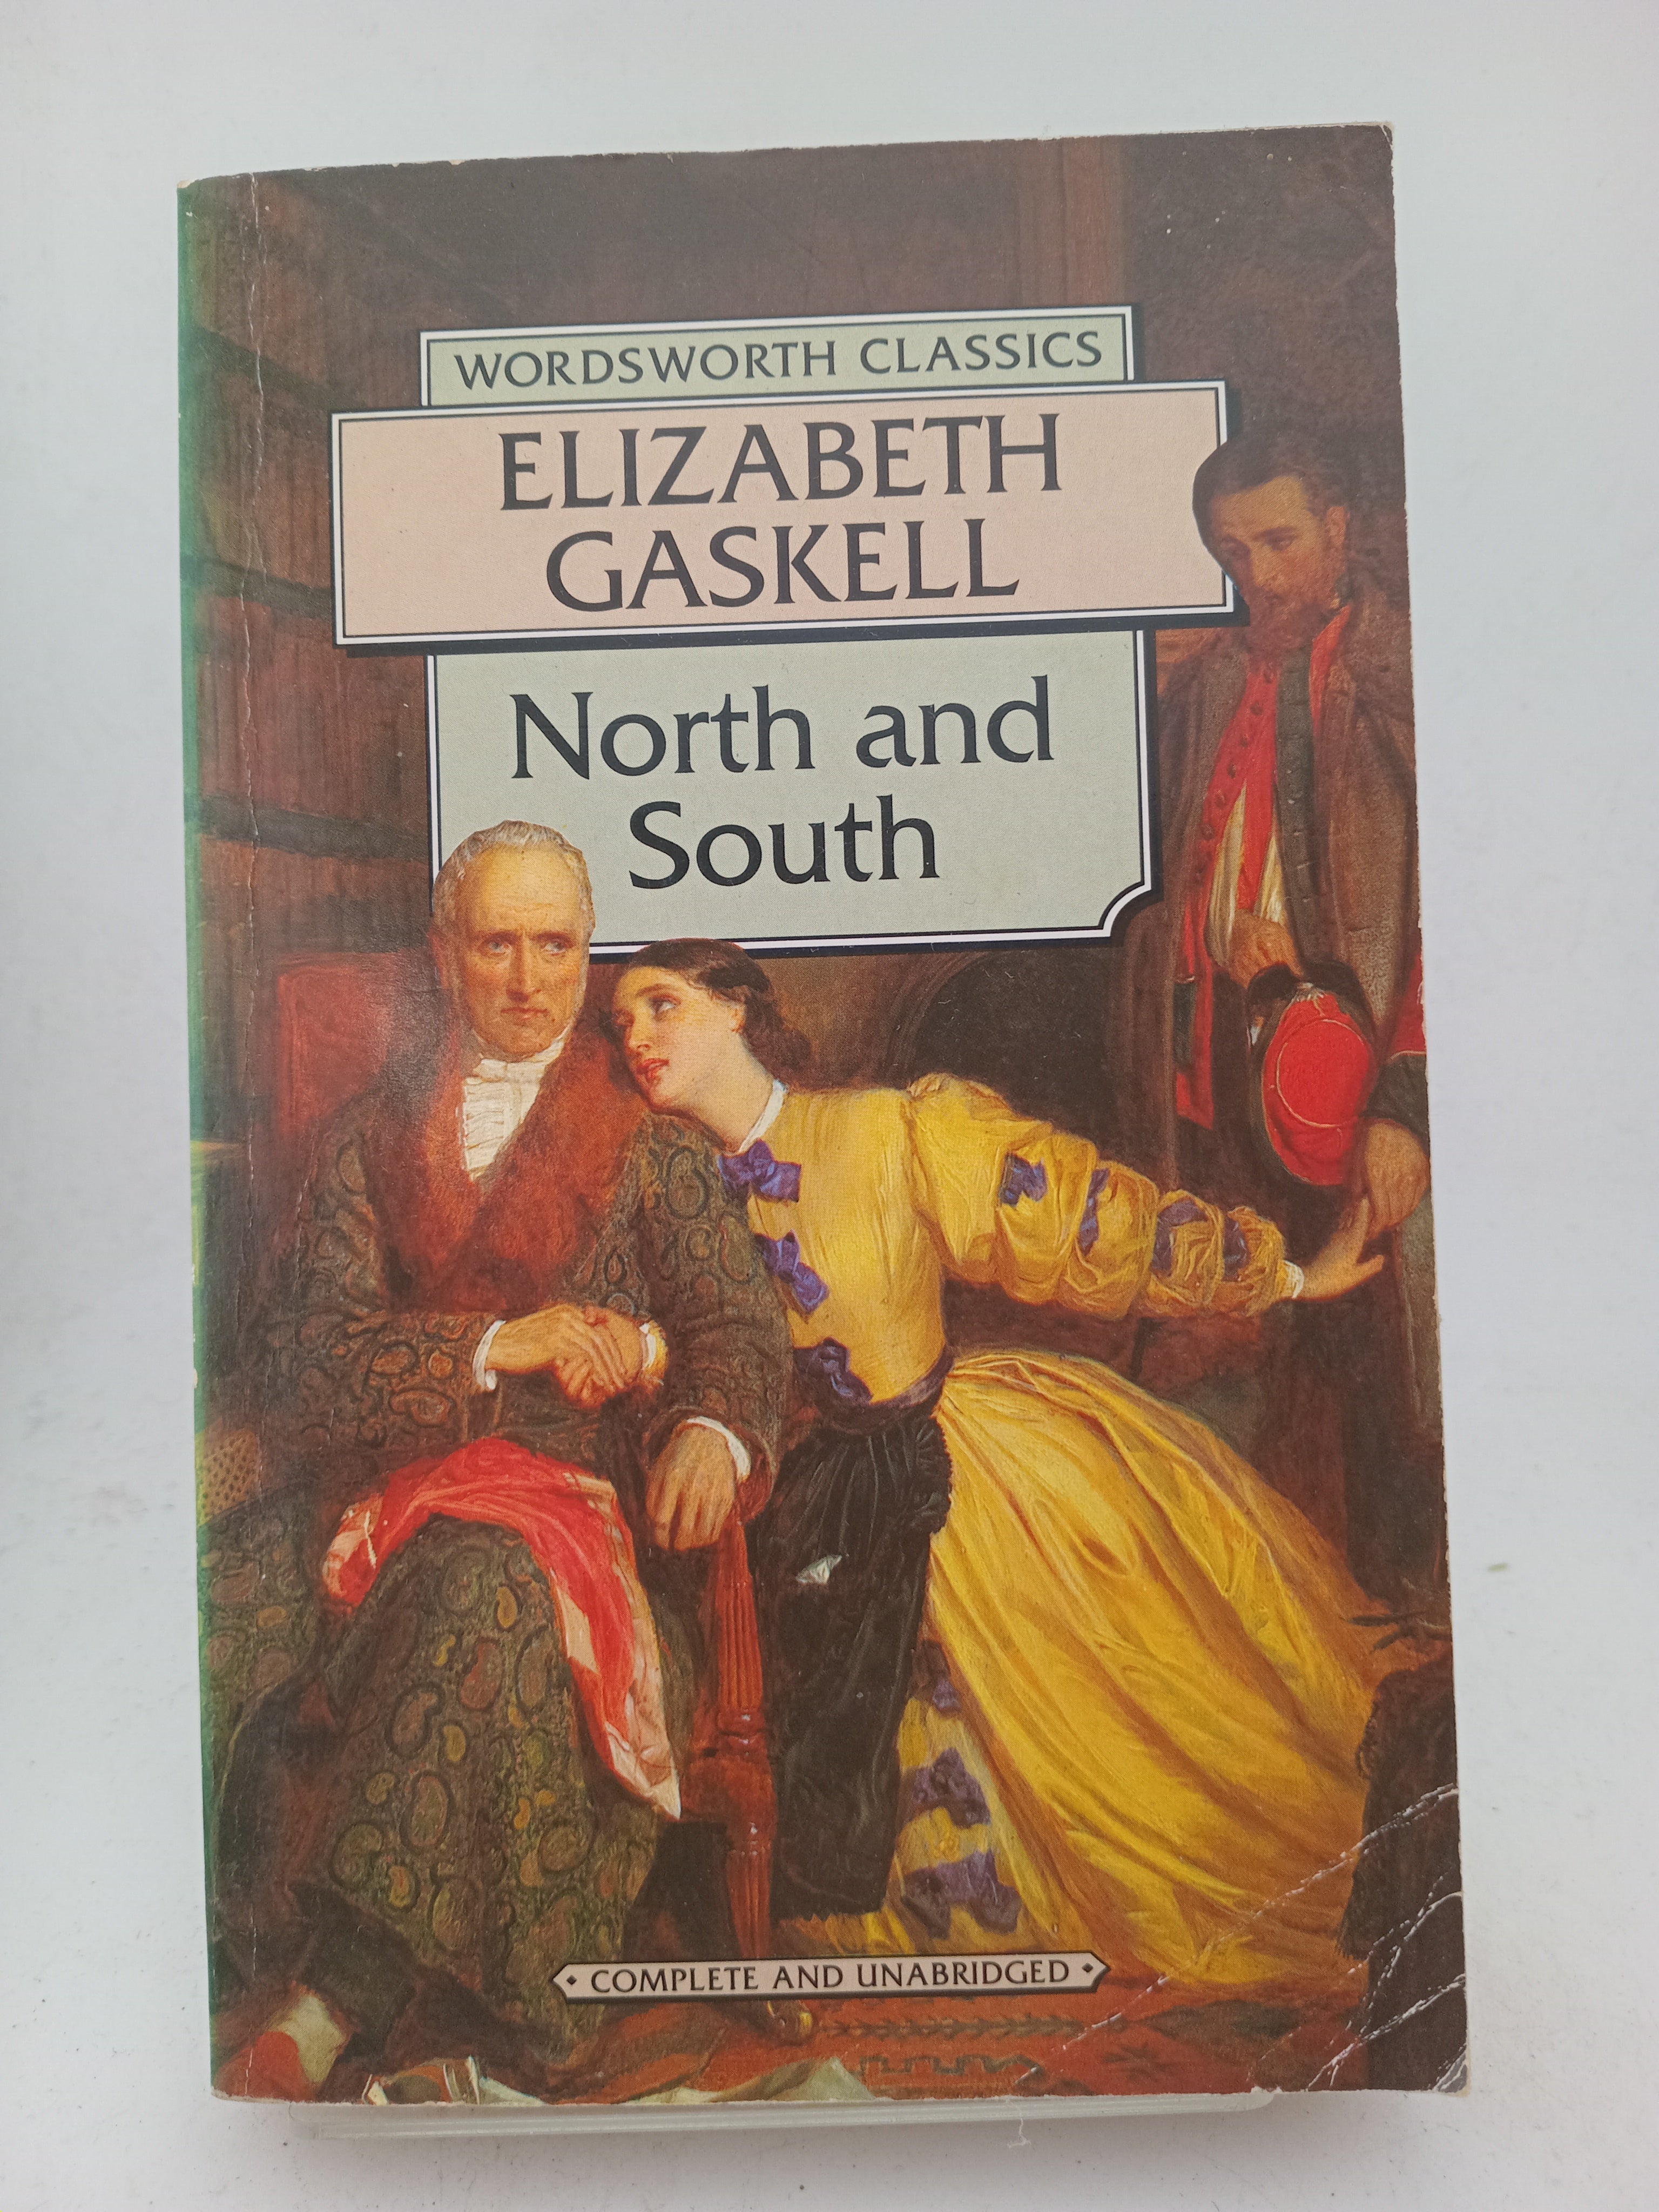 WORDSWORTH CLASSICS
ELIZABETH
GASKELL
North and
South
COMPLETE AND UNABRIDGED